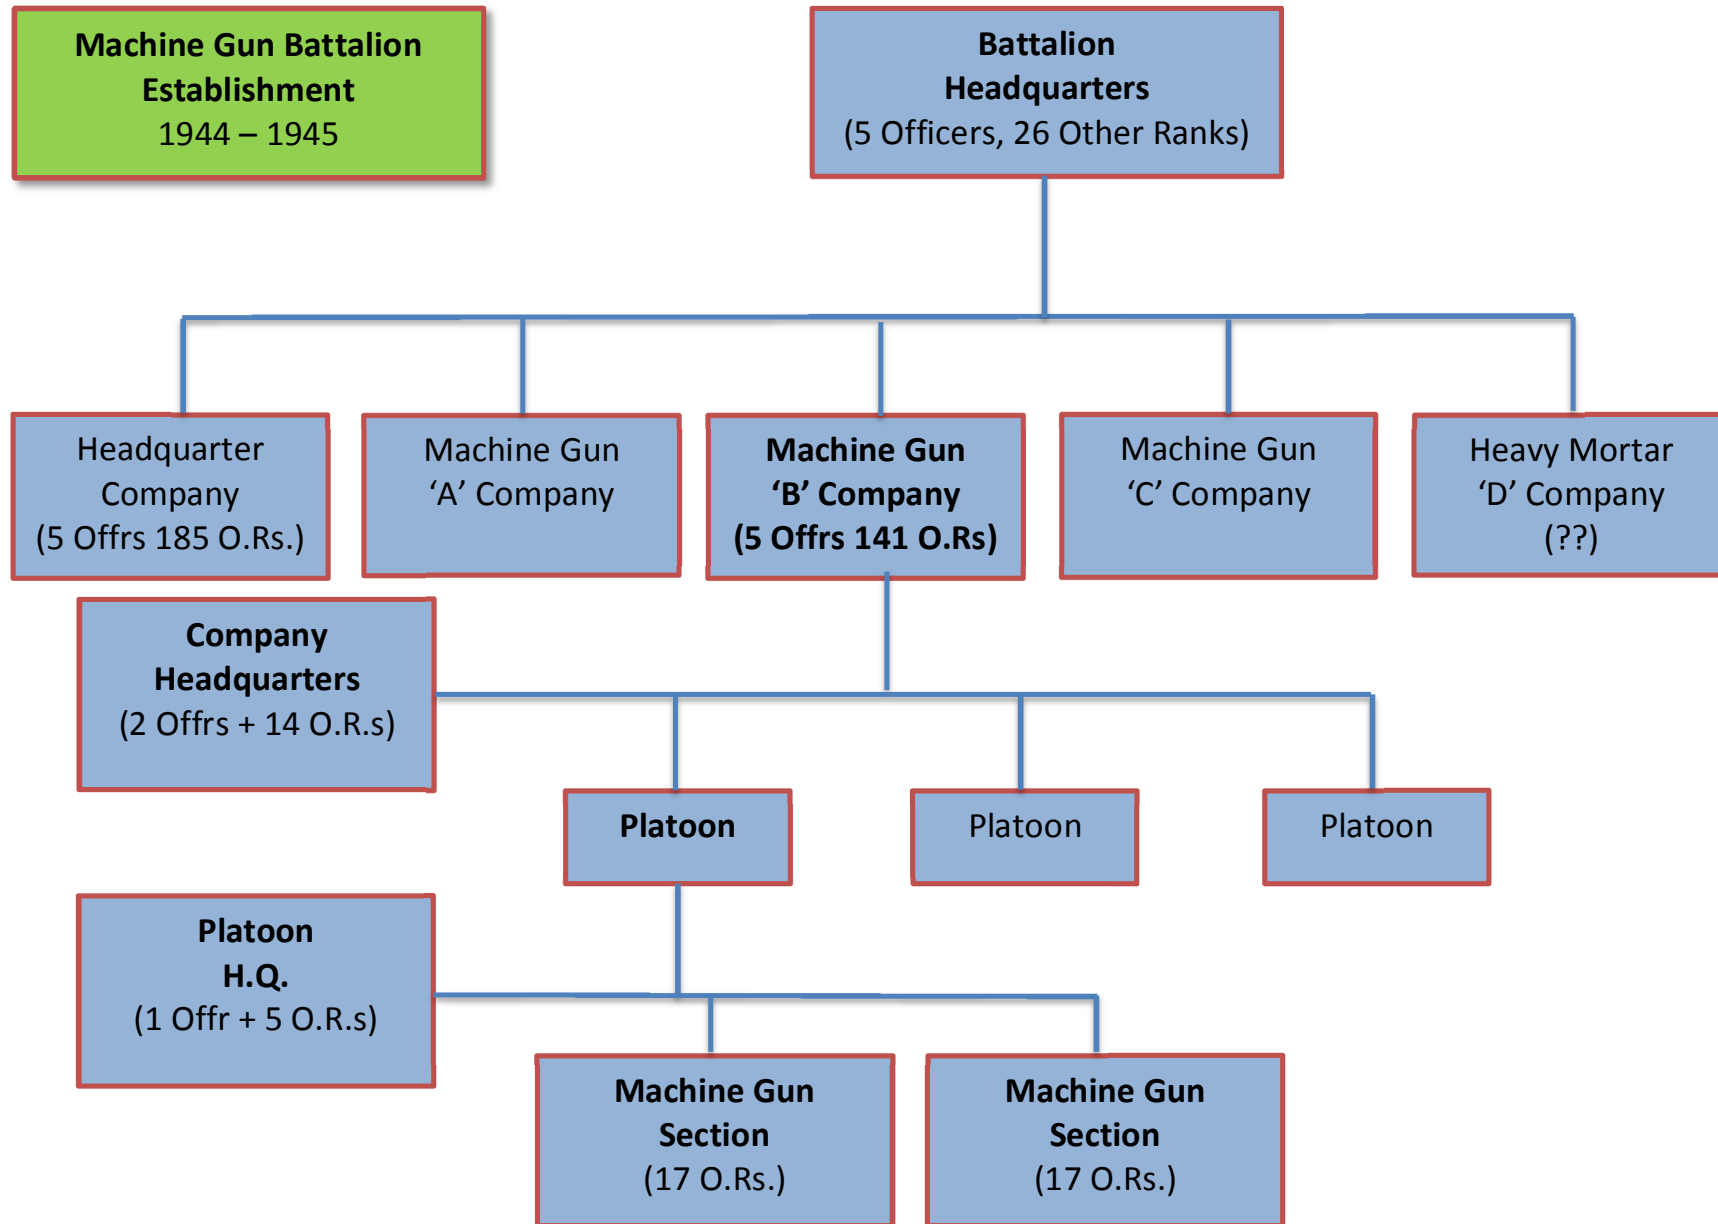 Machine Gun Battalion
Establishment
1944 – 1945
Battalion
Headquarters
(5 Officers, 26 Other Ranks)
Headquarter
Company
(5 Offrs 185 O.Rs.)
Machine Gun
‘A’ Company
Machine Gun
‘B’ Company
(5 Offrs 141 O.Rs)
Machine Gun
‘C’ Company
Heavy Mortar
‘D’ Company
(??)
Company
Headquarters
(2 Offrs + 14 O.R.s)
Platoon
Platoon
Platoon
Platoon
H.Q.
(1 Offr + 5 O.R.s)
Machine Gun
Section
(17 O.Rs.)
Machine Gun
Section
(17 O.Rs.)